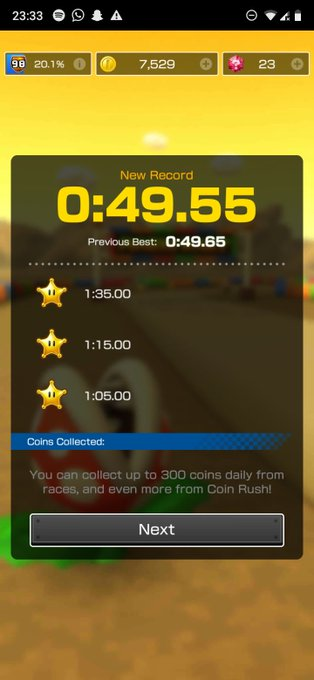 23:33
98 20.1% i 7,529 + 23 +
New Record
0:49.55
Previous Best: 0:49.65
1:35.00
1:15.00
1:05.00
Coins Collected:
You can collect up to 300 coins daily from
races, and even more from Coin Rush!
Next